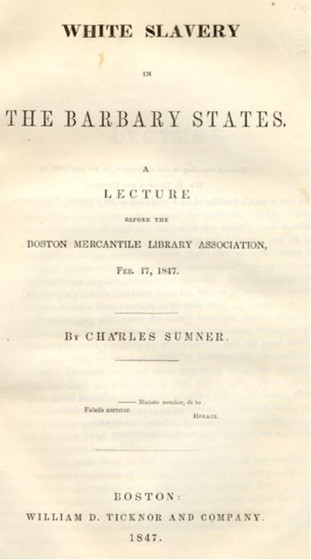 WHITE SLAVERY
IN
THE BARBARY STATES.
A
LECTURE
BEFORE THE
BOSTON MERCANTILE LIBRARY ASSOCIATION,
FEB. 17, 1847.
BY CHARLES SUMNER.
—— Mutato nomine, de te
Fabula narratur.
HORACE.
BOSTON:
WILLIAM D. TICKNOR AND COMPANY.
1847.